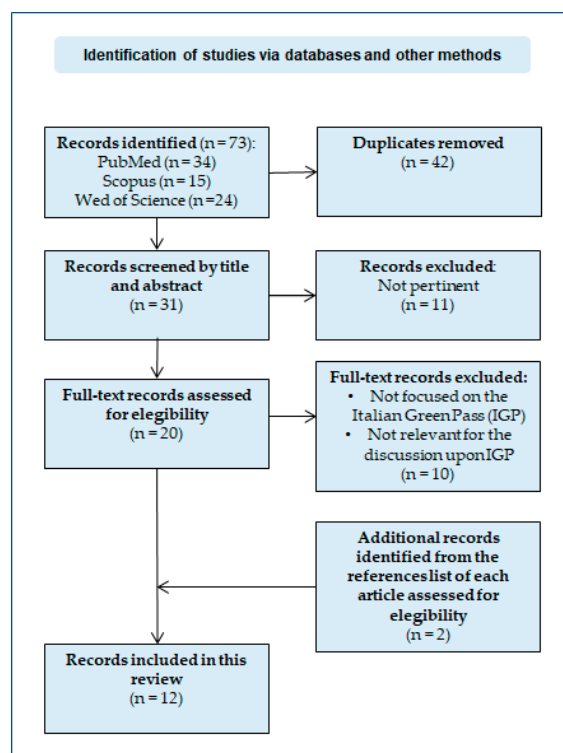 Identification of studies via databases and other methods
Records identified (n = 73):
PubMed (n = 34)
Scopus (n = 15)
Wed of Science (n =24)
Duplicates removed
(n = 42)
Records screened by title
and abstract
(n = 31)
Records excluded:
Not pertinent
(n = 11)
Full-text records assessed
for elegibility
(n = 20)
Full-text records excluded:
• Not focused on the
Italian Green Pass (IGP)
• Not relevant for the
discussion upon IGP
(n = 10)
Additional records
identified from the
references list of each
article assessed for
elegibility
(n = 2)
Records included in this
review
(n = 12)